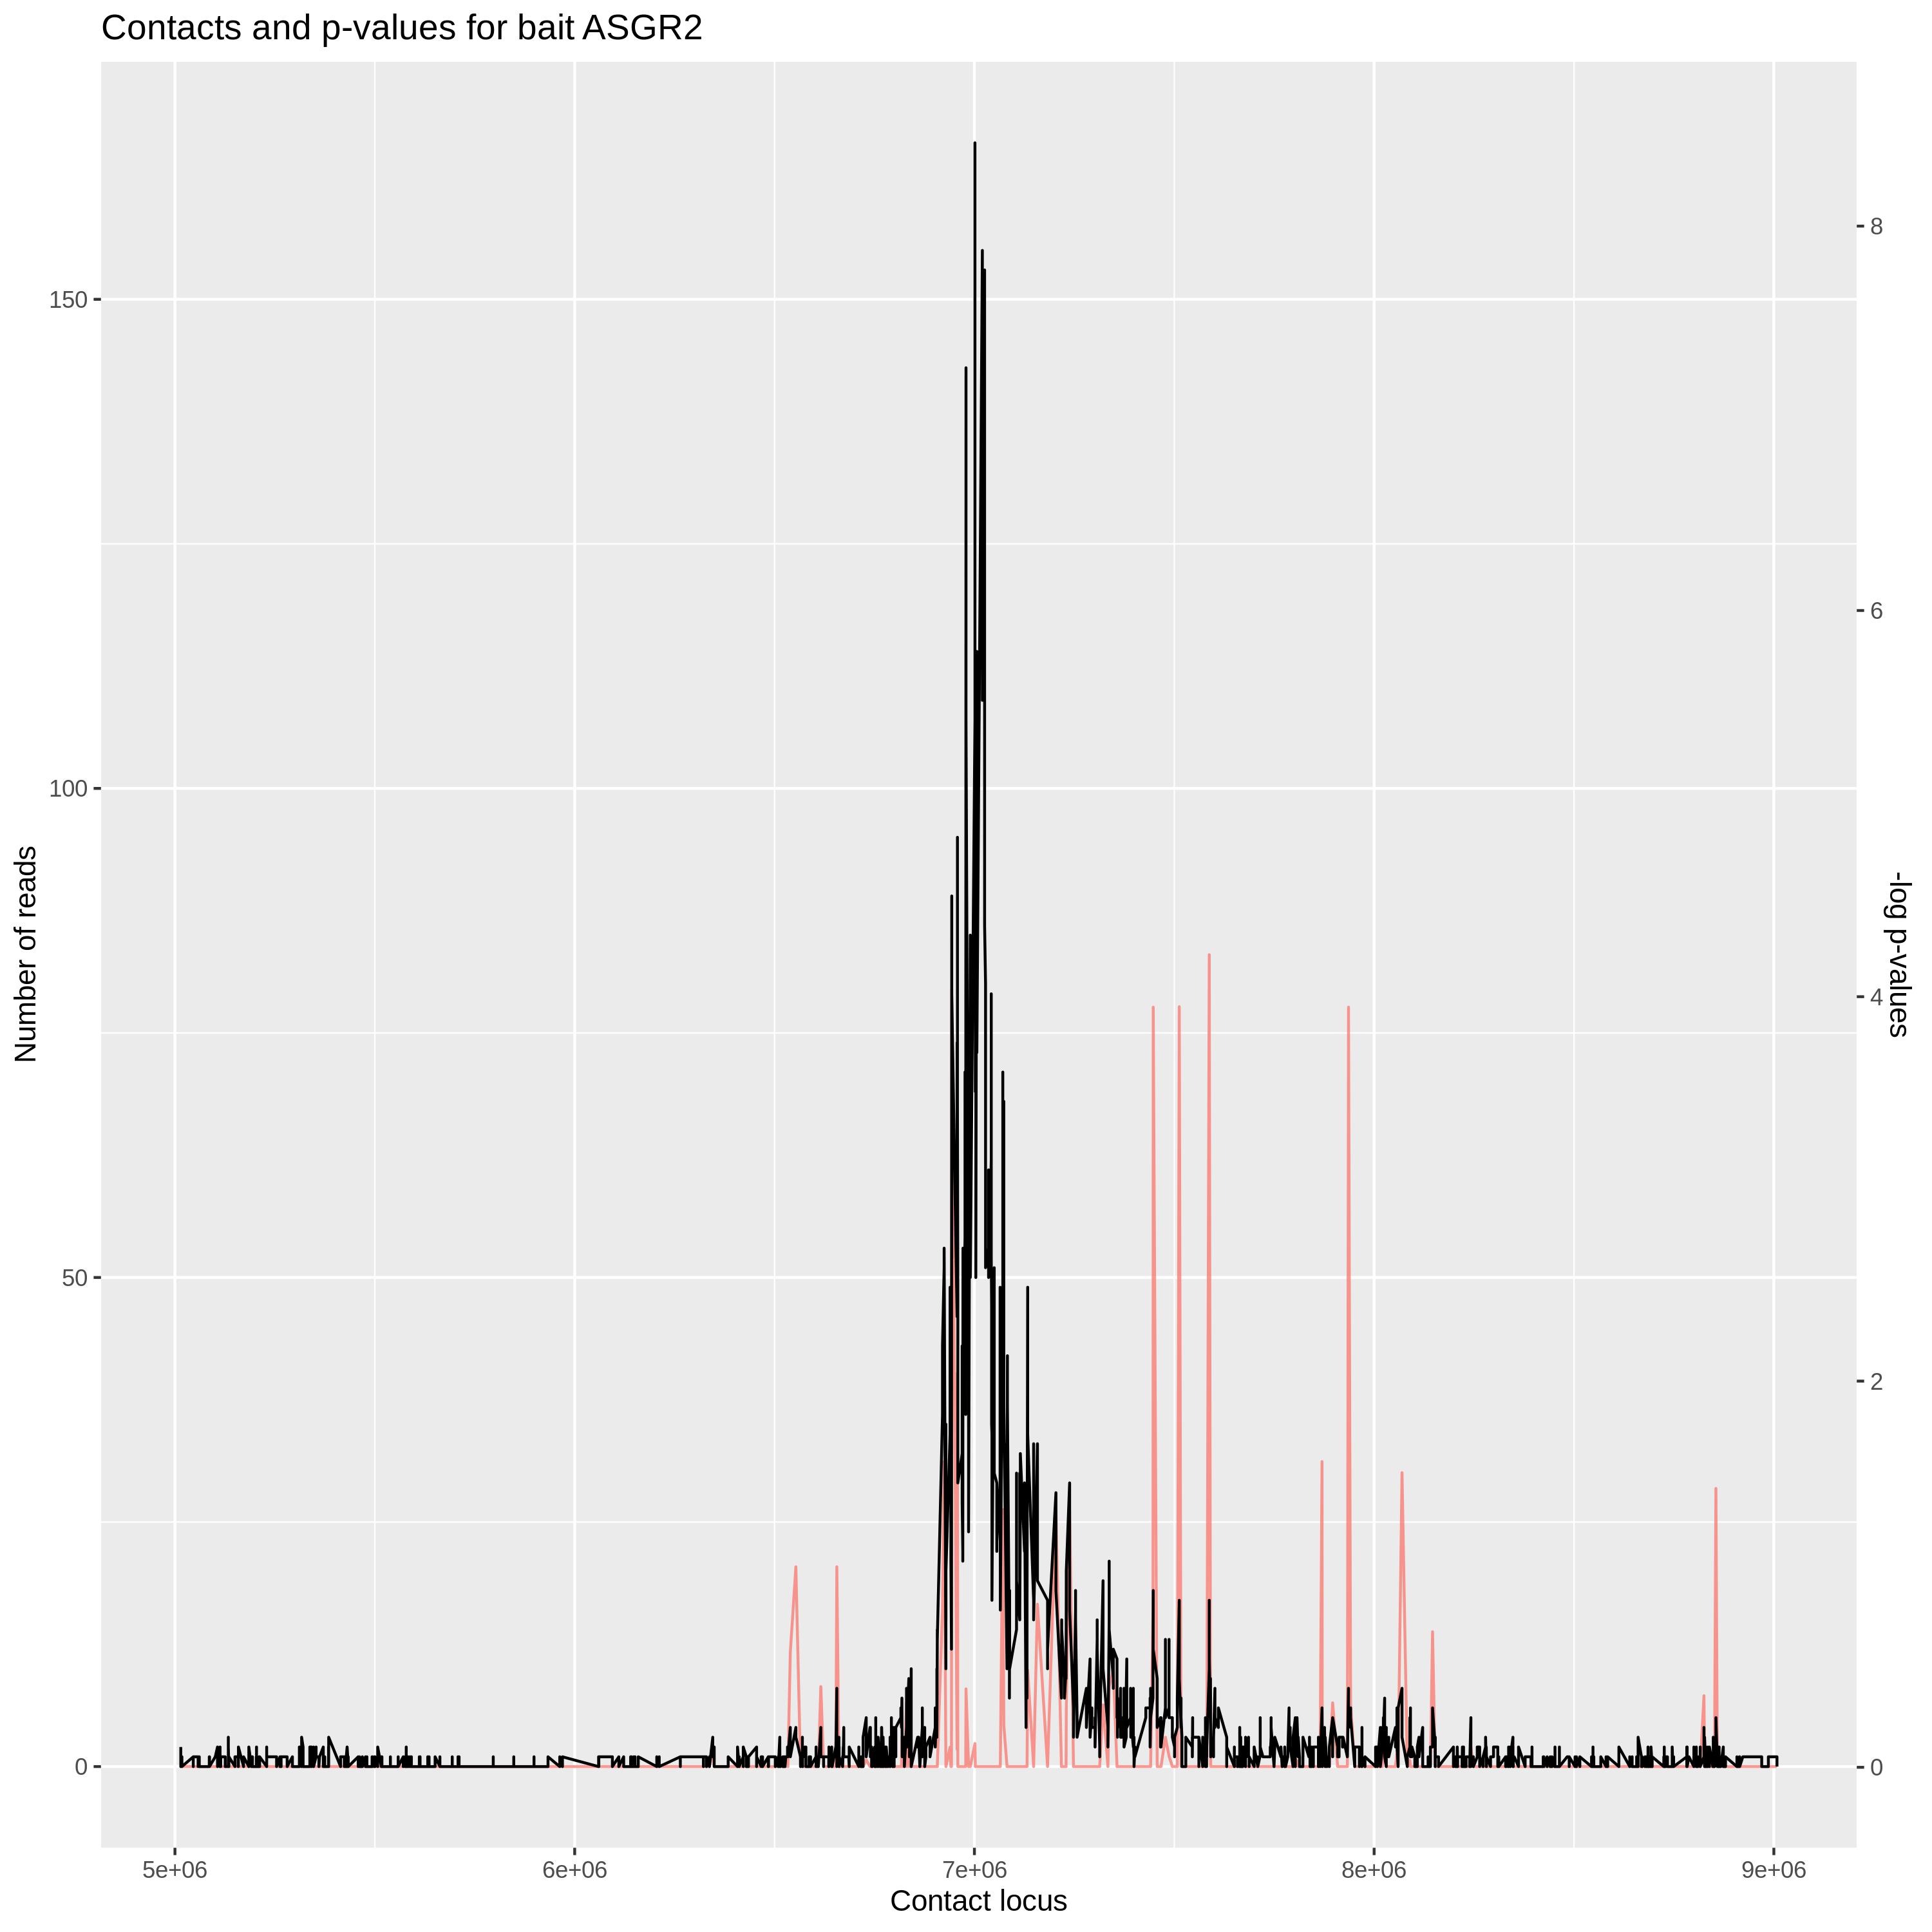 Contacts and p-values for bait ASGR2
150
100
50
0
Number of reads
8
6
4
2
0
-log p-values
5e+06
6e+06
7e+06
8e+06
9e+06
Contact locus